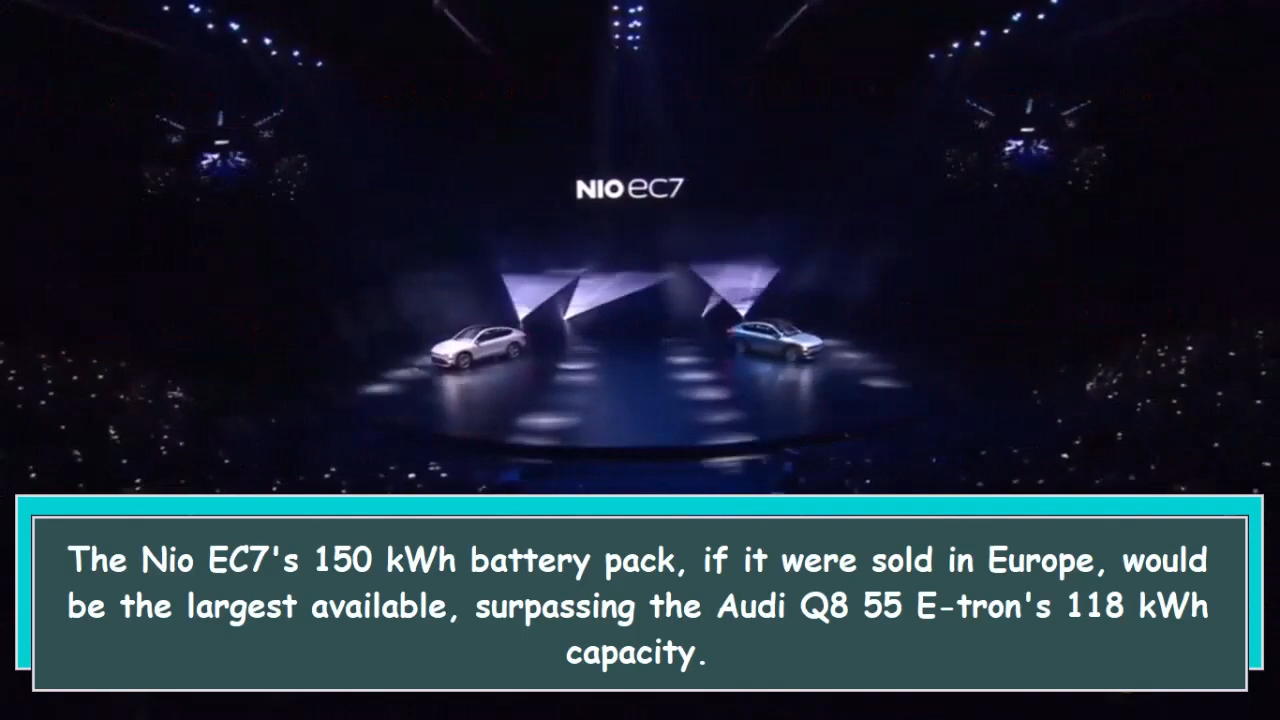 NIO ec7
The Nio EC7's 150 kWh battery pack, if it were sold in Europe, would
be the largest available, surpassing the Audi Q8 55 E-tron's 118 kWh
capacity.